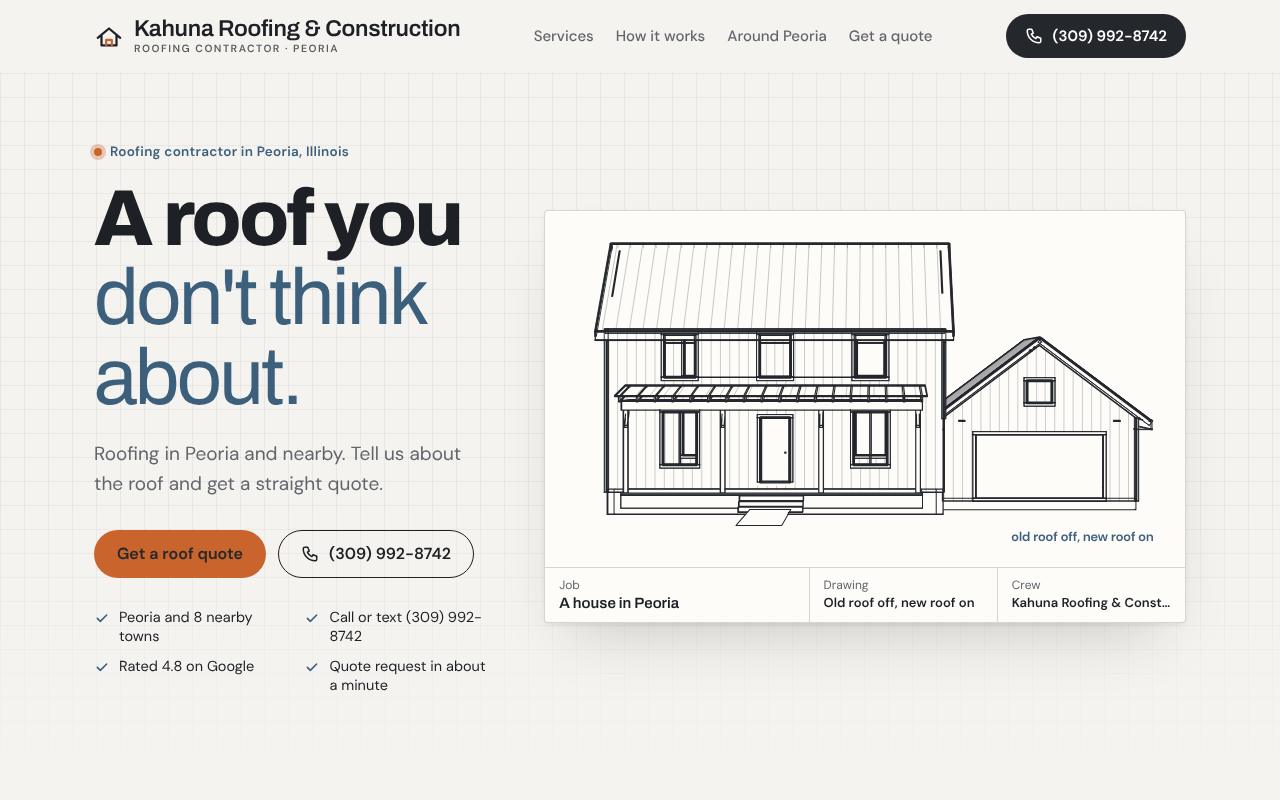 Kahuna Roofing & Construction
ROOFING CONTRACTOR · PEORIA
Services
How it works
Around Peoria
Get a quote
(309) 992-8742
Roofing contractor in Peoria, Illinois
A roof you
don't think
about.
Roofing in Peoria and nearby. Tell us about
the roof and get a straight quote.
Get a roof quote
(309) 992-8742
Peoria and 8 nearby
towns
Call or text (309) 992-
8742
Rated 4.8 on Google
Quote request in about
a minute
old roof off, new roof on
Job
A house in Peoria
Drawing
Old roof off, new roof on
Crew
Kahuna Roofing & Const…